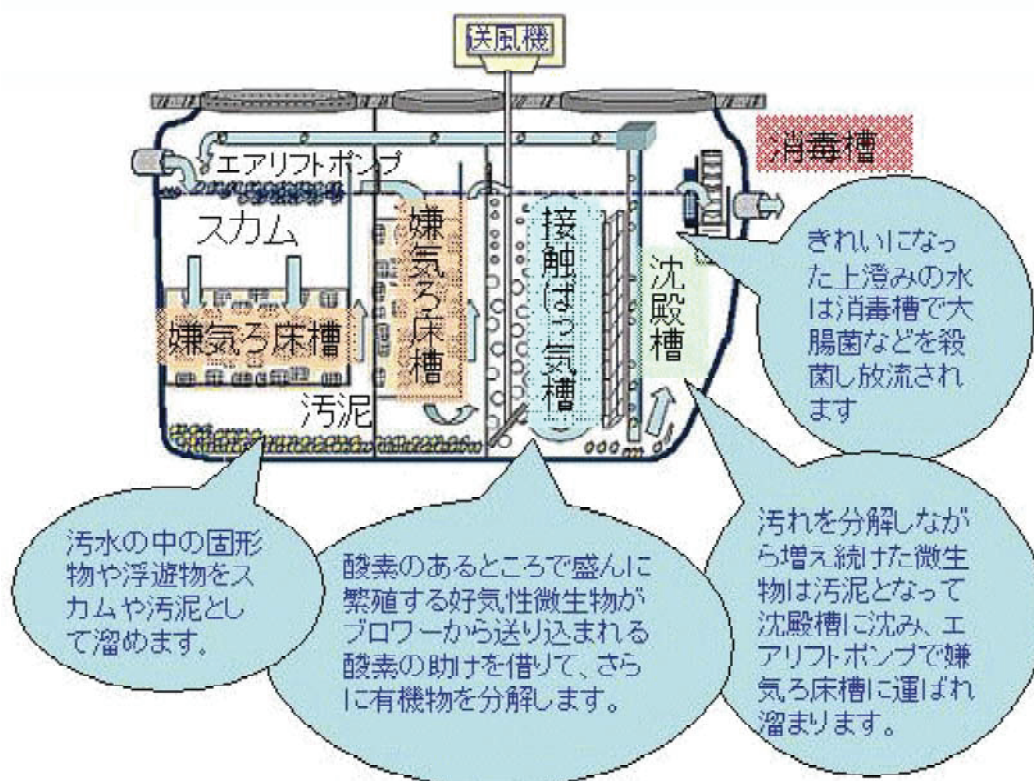 送風機
消毒槽
エアリフトポンプ
スカム
嫌気ろ床槽
嫌気ろ床槽
接触ばっ気槽
沈殿槽
汚泥
きれいになっ
た上澄みの水
は消毒槽で大
腸菌などを殺
菌し放流され
ます
汚水の中の固形
物や浮遊物をス
カムや汚泥とし
て溜めます。
酸素のあるところで盛んに
繁殖する好気性微生物が
ブロワーから送り込まれる
酸素の助けを借りて、さら
に有機物を分解します。
汚れを分解しなが
ら増え続けた微生
物は汚泥となって
沈殿槽に沈み、エ
アリフトポンプで嫌
気ろ床槽に運ばれ
溜まります。